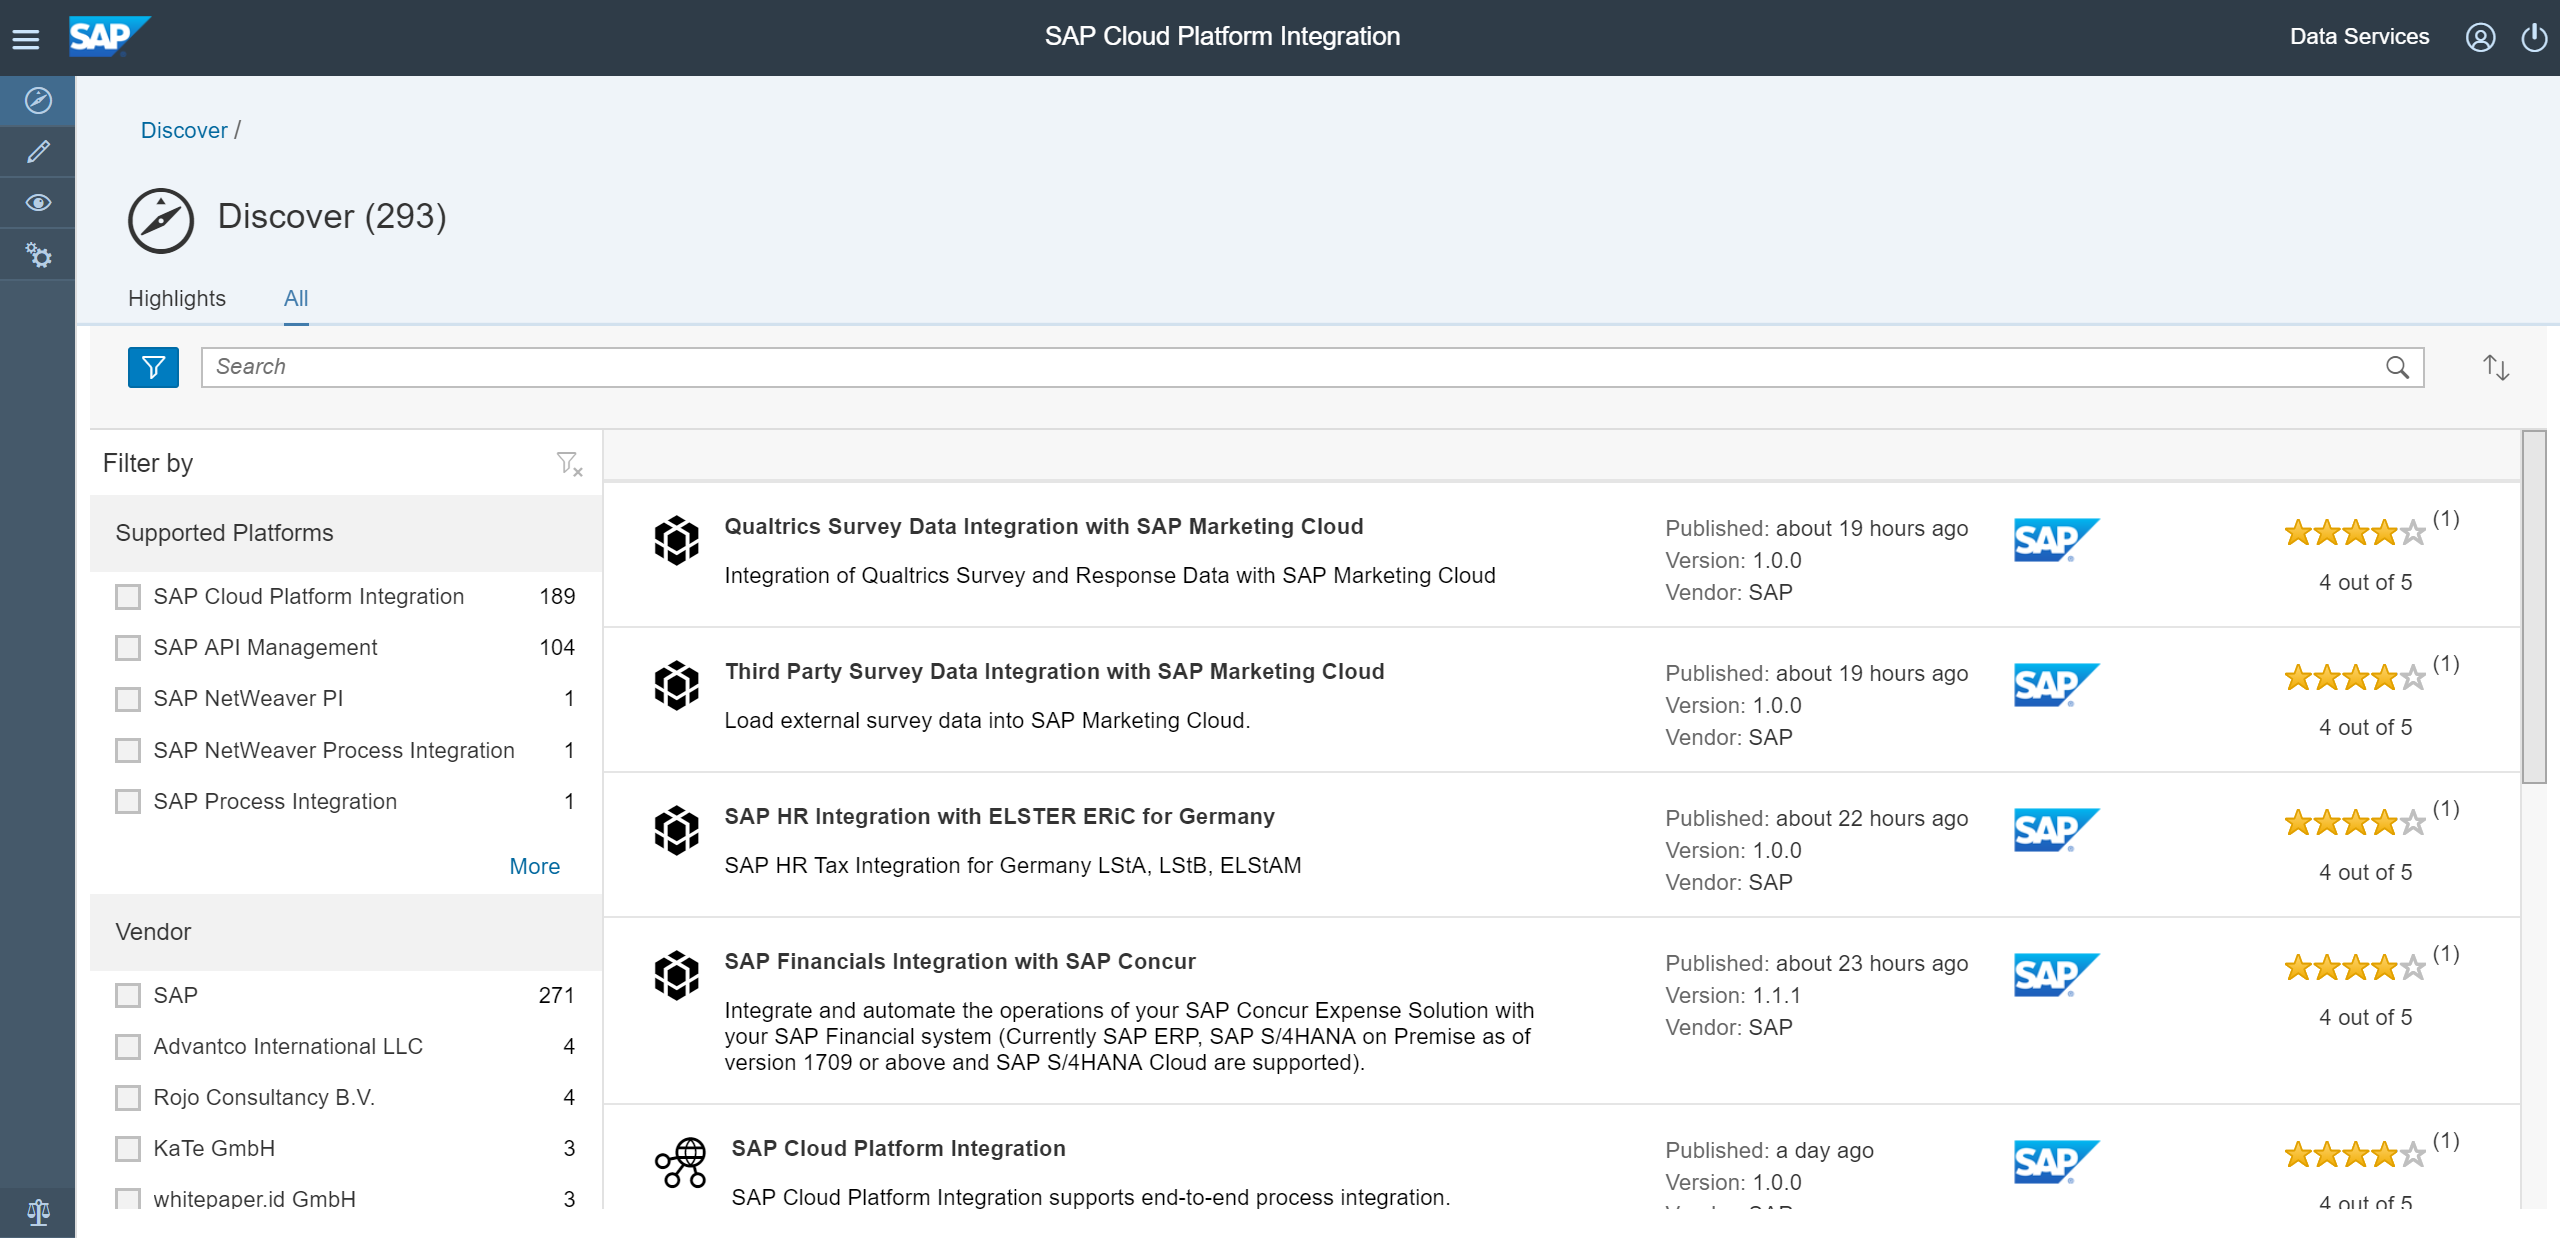 SAP
SAP Cloud Platform Integration
Data Services
Discover /
Discover (293)
Highlights
All
Search
Filter by
Supported Platforms
SAP Cloud Platform Integration 189
SAP API Management 104
SAP NetWeaver PI 1
SAP NetWeaver Process Integration 1
SAP Process Integration 1
More
Vendor
SAP 271
Advantco International LLC 4
Rojo Consultancy B.V. 4
KaTe GmbH 3
whitepaper.id GmbH 3
Qualtrics Survey Data Integration with SAP Marketing Cloud
Integration of Qualtrics Survey and Response Data with SAP Marketing Cloud
Published: about 19 hours ago
Version: 1.0.0
Vendor: SAP
SAP
(1)
4 out of 5
Third Party Survey Data Integration with SAP Marketing Cloud
Load external survey data into SAP Marketing Cloud.
Published: about 19 hours ago
Version: 1.0.0
Vendor: SAP
SAP
(1)
4 out of 5
SAP HR Integration with ELSTER ERiC for Germany
SAP HR Tax Integration for Germany LStA, LStB, ELStAM
Published: about 22 hours ago
Version: 1.0.0
Vendor: SAP
SAP
(1)
4 out of 5
SAP Financials Integration with SAP Concur
Integrate and automate the operations of your SAP Concur Expense Solution with
your SAP Financial system (Currently SAP ERP, SAP S/4HANA on Premise as of
version 1709 or above and SAP S/4HANA Cloud are supported).
Published: about 23 hours ago
Version: 1.1.1
Vendor: SAP
SAP
(1)
4 out of 5
SAP Cloud Platform Integration
SAP Cloud Platform Integration supports end-to-end process integration.
Published: a day ago
Version: 1.0.0
SAP
(1)
4 out of 5